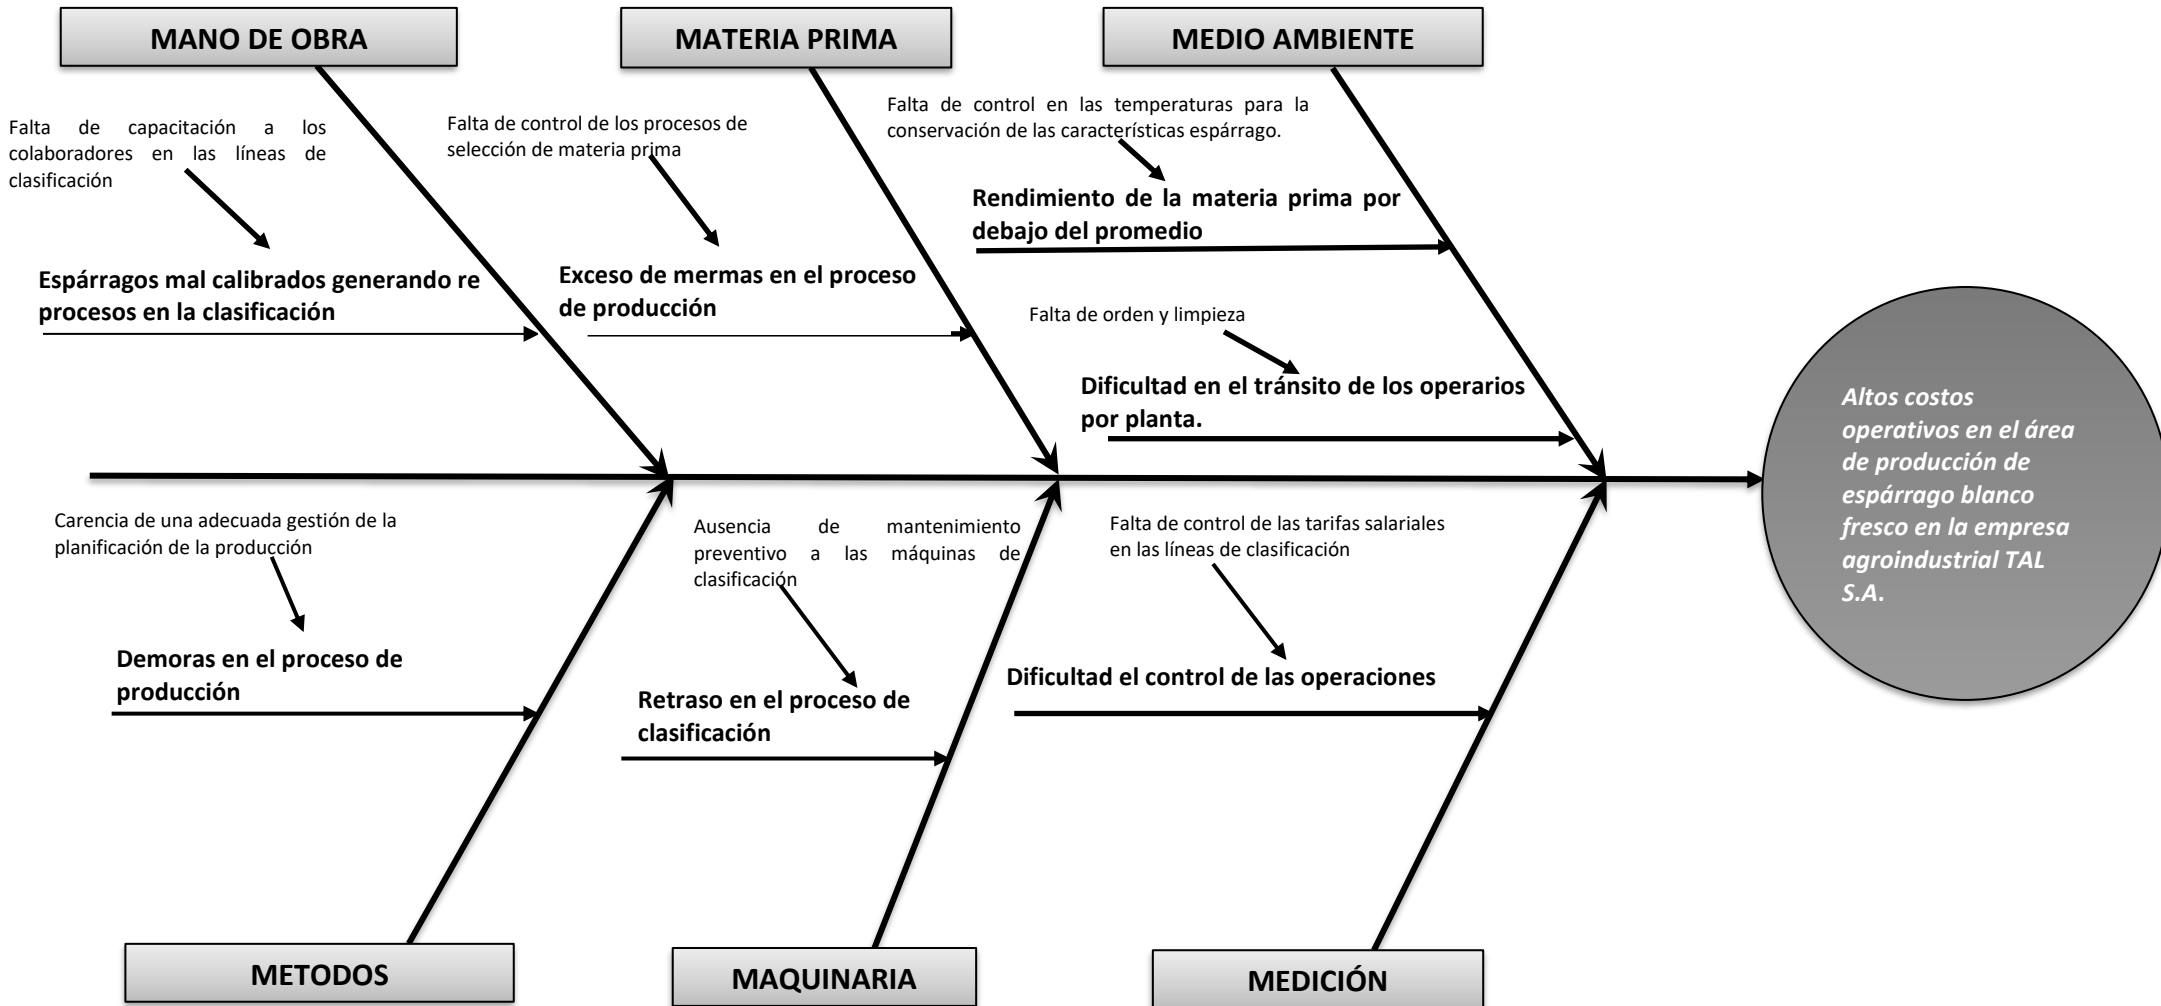 MANO DE OBRA
MATERIA PRIMA
MEDIO AMBIENTE
Falta de capacitación a los
colaboradores en las líneas de
clasificación
Falta de control de los procesos de
selección de materia prima
Falta de control en las temperaturas para la
conservación de las características espárrago.
Rendimiento de la materia prima por
debajo del promedio
Espárragos mal calibrados generando re
procesos en la clasificación
Exceso de mermas en el proceso
de producción
Falta de orden y limpieza
Dificultad en el tránsito de los operarios
por planta.
Altos costos
operativos en el área
de producción de
espárrago blanco
fresco en la empresa
agroindustrial TAL
S.A.
Carencia de una adecuada gestión de la
planificación de la producción
Ausencia de mantenimiento
preventivo a las máquinas de
clasificación
Falta de control de las tarifas salariales
en las líneas de clasificación
Demoras en el proceso de
producción
Retraso en el proceso de
clasificación
Dificultad el control de las operaciones
METODOS
MAQUINARIA
MEDICIÓN